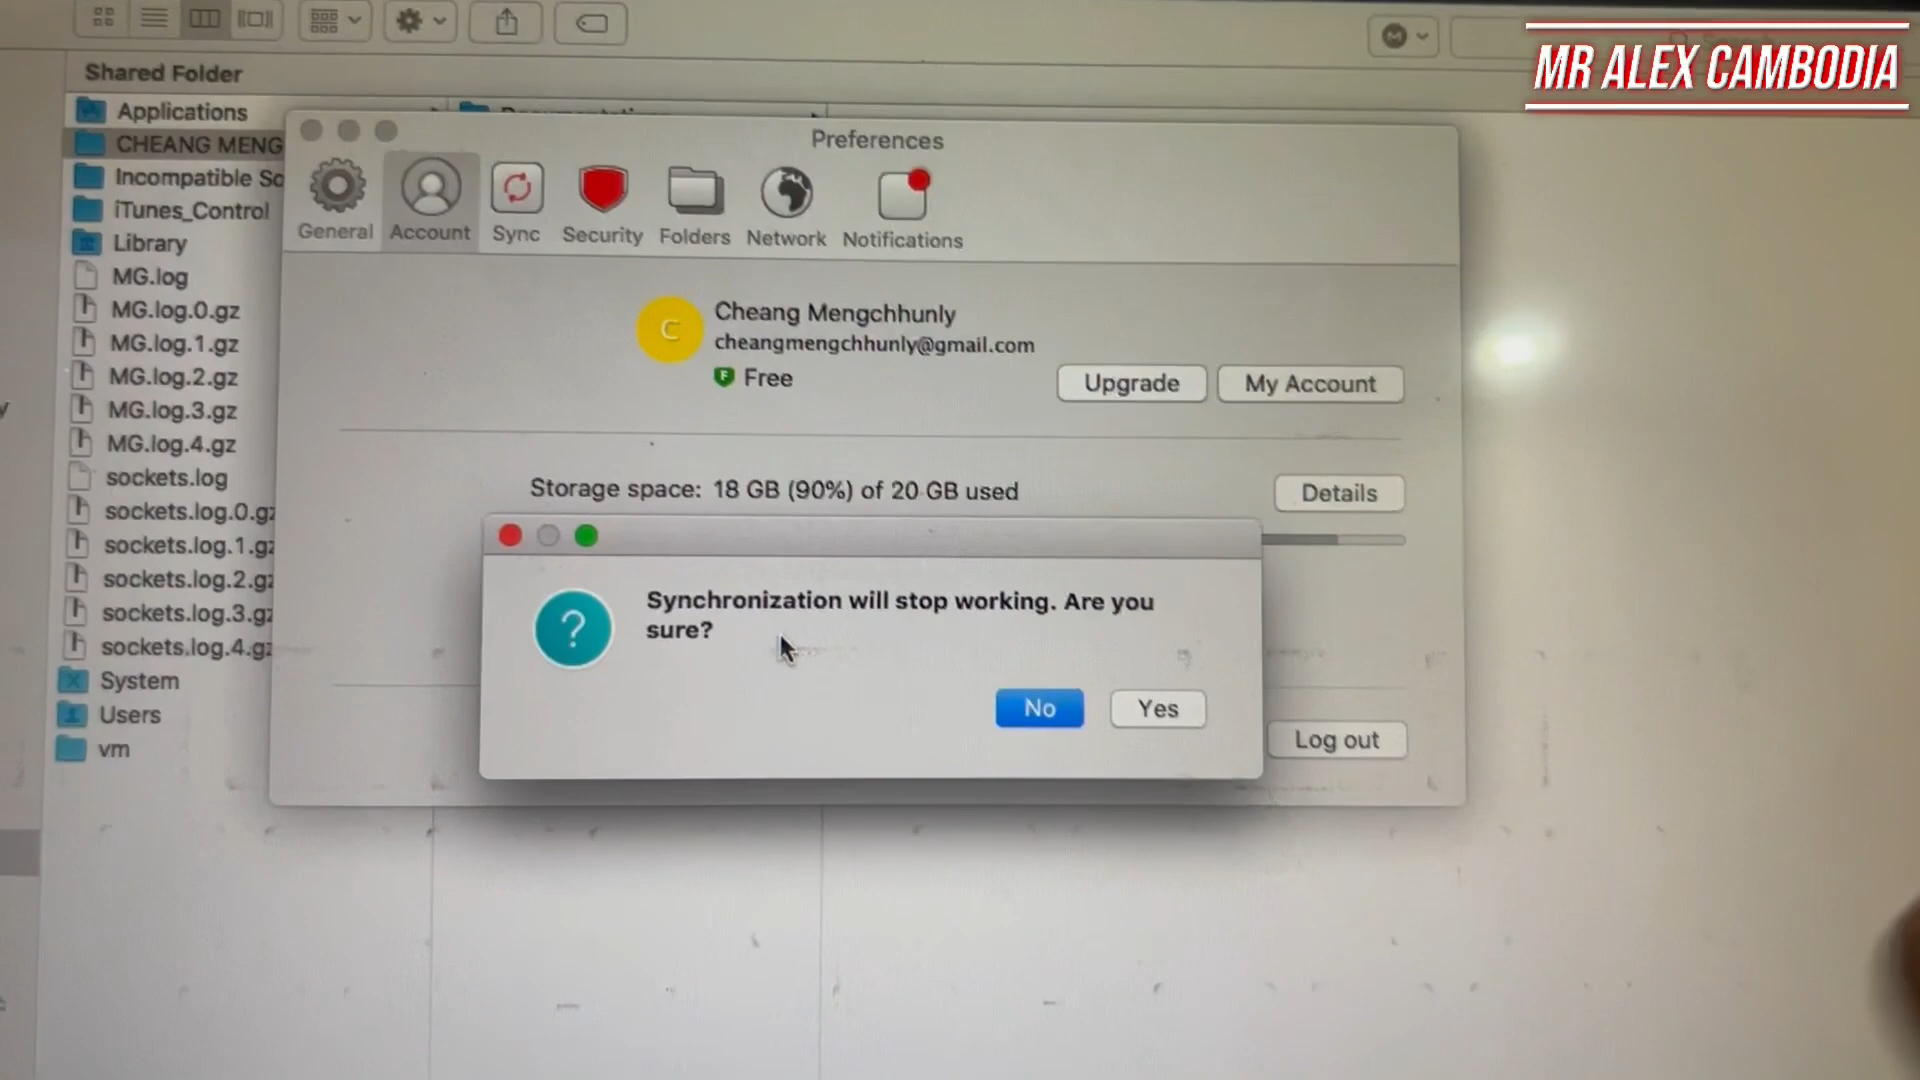 MR ALEX CAMBODIA
Shared Folder
Applications
CHEANG MENG
Incompatible So
iTunes_Control
Library
MG.log
MG.log.0.gz
MG.log.1.gz
MG.log.2.gz
MG.log.3.gz
MG.log.4.gz
sockets.log
sockets.log.0.gz
sockets.log.1.gz
sockets.log.2.gz
sockets.log.3.gz
sockets.log.4.gz
System
Users
vm
Preferences
General Account Sync Security Folders Network Notifications
C
Cheang Mengchhunly
cheangmengchhunly@gmail.com
F Free
Upgrade My Account
Storage space: 18 GB (90%) of 20 GB used
Details
Synchronization will stop working. Are you
sure?
No Yes
Log out